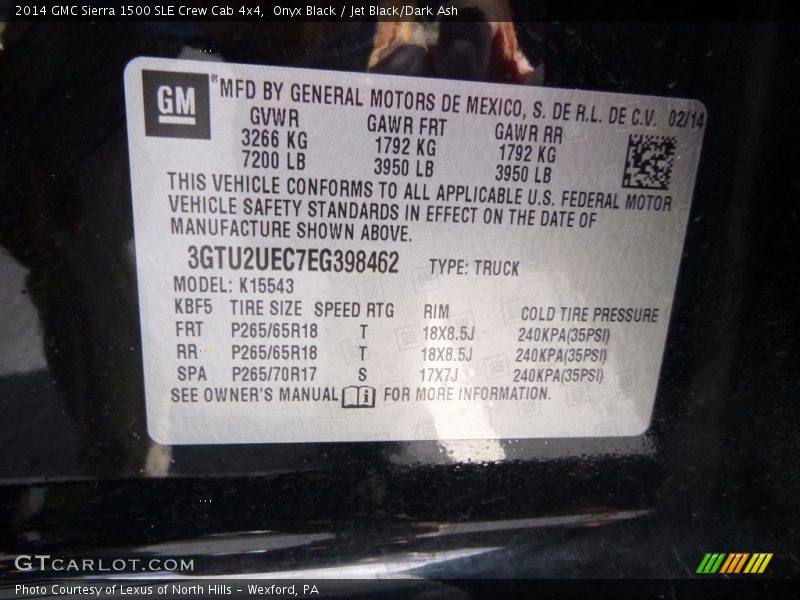 2014 GMC Sierra 1500 SLE Crew Cab 4x4,  Onyx Black / Jet Black/Dark Ash
GM
® MFD BY GENERAL MOTORS DE MEXICO, S. DE R.L. DE C.V. 02/14
GVWR GAWR FRT GAWR RR
3266 KG 1792 KG 1792 KG
7200 LB 3950 LB 3950 LB
THIS VEHICLE CONFORMS TO ALL APPLICABLE U.S. FEDERAL MOTOR
VEHICLE SAFETY STANDARDS IN EFFECT ON THE DATE OF
MANUFACTURE SHOWN ABOVE.
3GTU2UEC7EG398462 TYPE: TRUCK
MODEL: K15543
KBF5 TIRE SIZE SPEED RTG RIM COLD TIRE PRESSURE
FRT P265/65R18 T 18X8.5J 240KPA(35PSI)
RR P265/65R18 T 18X8.5J 240KPA(35PSI)
SPA P265/70R17 S 17X7J 240KPA(35PSI)
SEE OWNER'S MANUAL i FOR MORE INFORMATION.
GTCARLOT.COM
Photo Courtesy of Lexus of North Hills – Wexford, PA